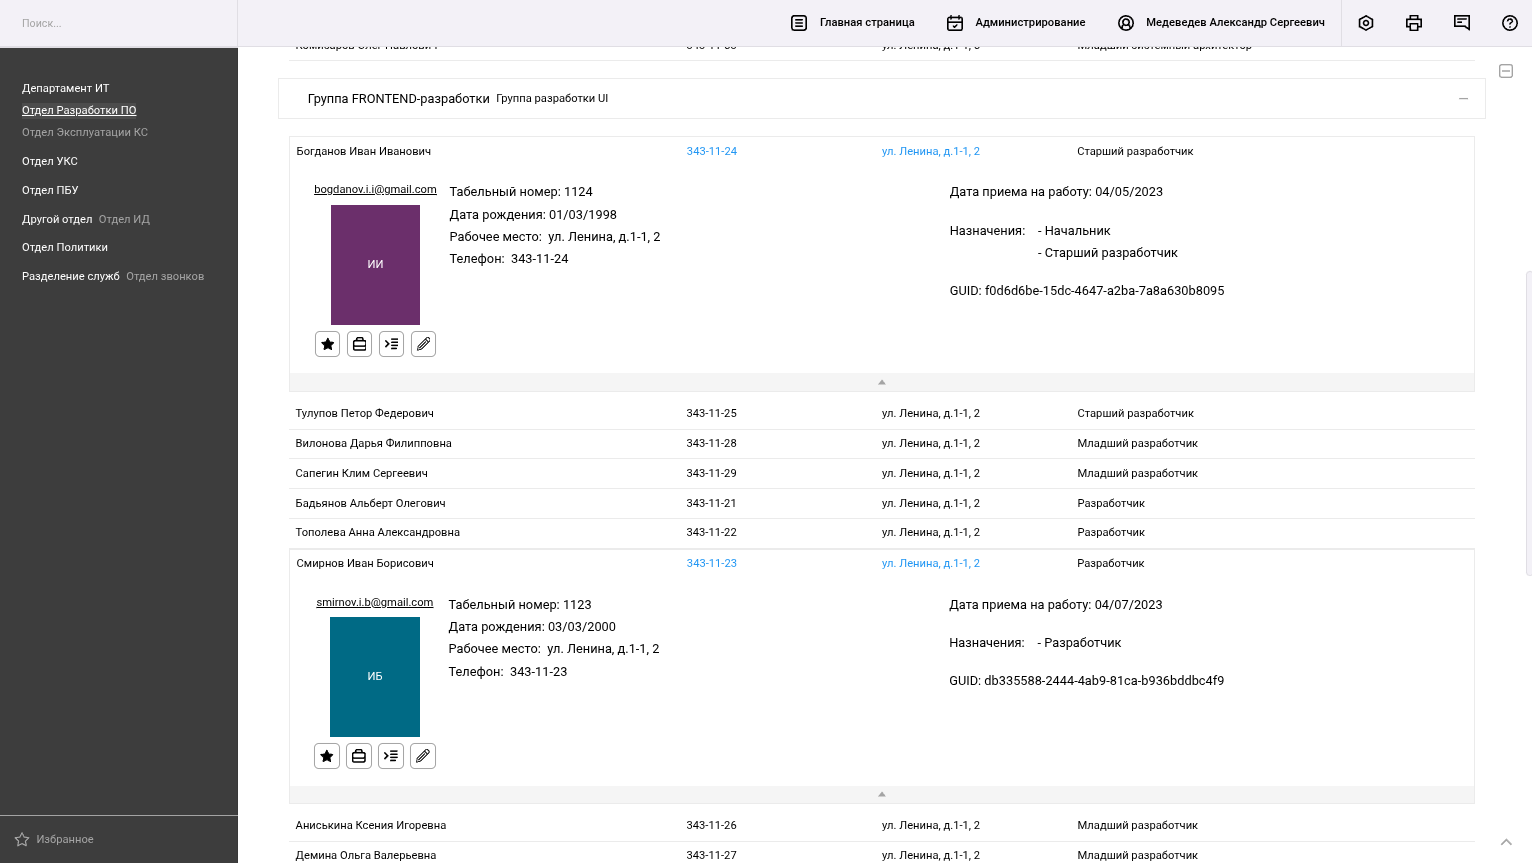 Поиск...
Главная страница
Администрирование
Медеведев Александр Сергеевич
Департамент ИТ
Отдел Разработки ПО
Отдел Эксплуатации КС
Отдел УКС
Отдел ПБУ
Другой отдел Отдел ИД
Отдел Политики
Разделение служб Отдел звонков
Избранное
Группа FRONTEND-разработки Группа разработки UI
Богданов Иван Иванович 343-11-24 ул. Ленина, д.1-1, 2 Старший разработчик
bogdanov.i.i@gmail.com
ИИ
Табельный номер: 1124
Дата рождения: 01/03/1998
Рабочее место: ул. Ленина, д.1-1, 2
Телефон: 343-11-24
Дата приема на работу: 04/05/2023
Назначения: - Начальник
- Старший разработчик
GUID: f0d6d6be-15dc-4647-a2ba-7a8a630b8095
Тулупов Петор Федерович 343-11-25 ул. Ленина, д.1-1, 2 Старший разработчик
Вилонова Дарья Филипповна 343-11-28 ул. Ленина, д.1-1, 2 Младший разработчик
Сапегин Клим Сергеевич 343-11-29 ул. Ленина, д.1-1, 2 Младший разработчик
Бадьянов Альберт Олегович 343-11-21 ул. Ленина, д.1-1, 2 Разработчик
Тополева Анна Александровна 343-11-22 ул. Ленина, д.1-1, 2 Разработчик
Смирнов Иван Борисович 343-11-23 ул. Ленина, д.1-1, 2 Разработчик
smirnov.i.b@gmail.com
ИБ
Табельный номер: 1123
Дата рождения: 03/03/2000
Рабочее место: ул. Ленина, д.1-1, 2
Телефон: 343-11-23
Дата приема на работу: 04/07/2023
Назначения: - Разработчик
GUID: db335588-2444-4ab9-81ca-b936bddbc4f9
Аниськина Ксения Игоревна 343-11-26 ул. Ленина, д.1-1, 2 Младший разработчик
Демина Ольга Валерьевна 343-11-27 ул. Ленина, д.1-1, 2 Младший разработчик